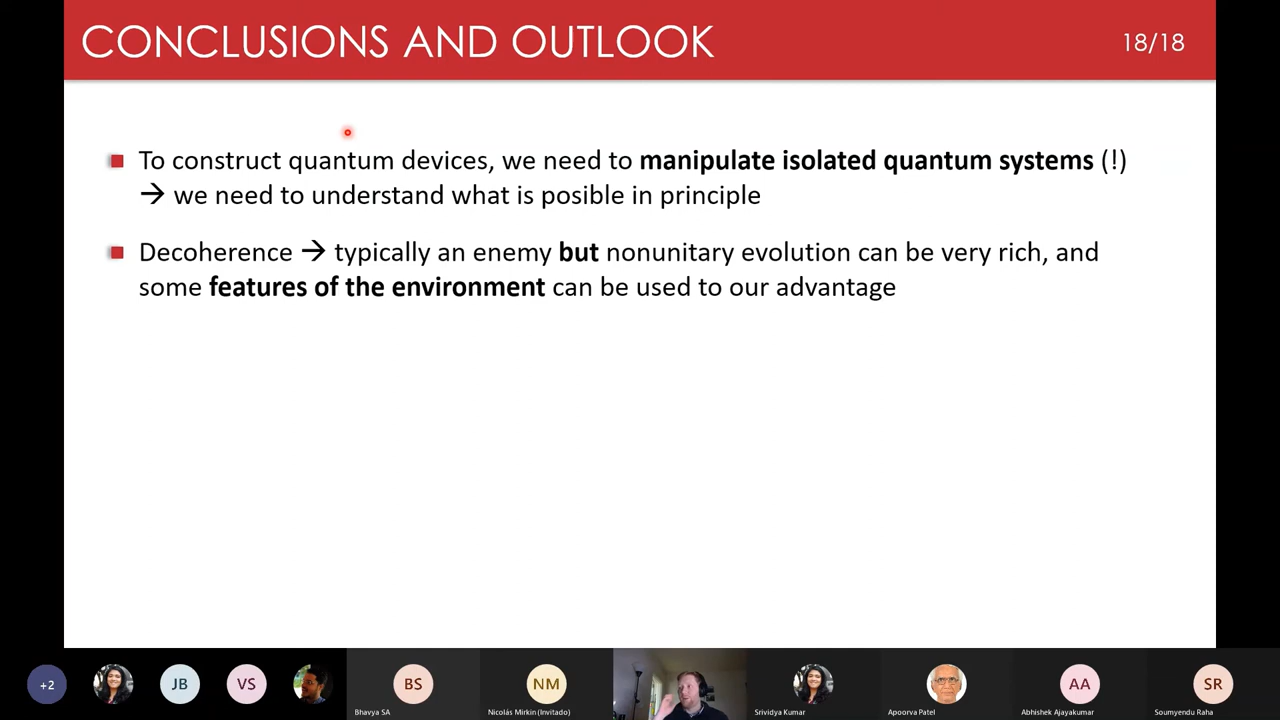 CONCLUSIONS AND OUTLOOK
18/18
To construct quantum devices, we need to manipulate isolated quantum systems (!)
→ we need to understand what is posible in principle
Decoherence → typically an enemy but nonunitary evolution can be very rich, and
some features of the environment can be used to our advantage
+2
JB
VS
BS
NM
AA
SR
Bhavya SA
Nicolás Mirkin (Invitado)
Srividya Kumar
Apoorva Patel
Abhishek Ajayakumar
Soumyendu Raha